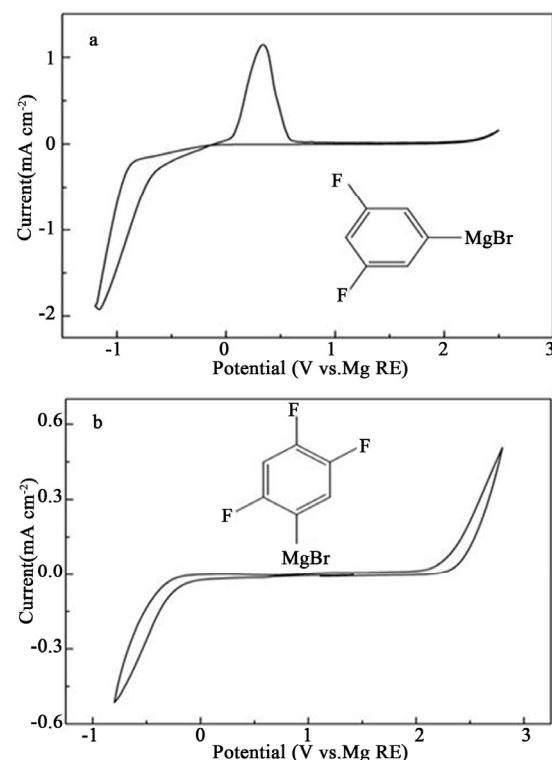 a
1
0
-1
-2
Current(mA cm-2)
F
F
MgBr
-1 0 1 2 3
Potential (V vs.Mg RE)
b
0.6
0.3
0.0
-0.3
-0.6
Current(mA cm-2)
F
F
F
MgBr
-1 0 1 2 3
Potential (V vs.Mg RE)